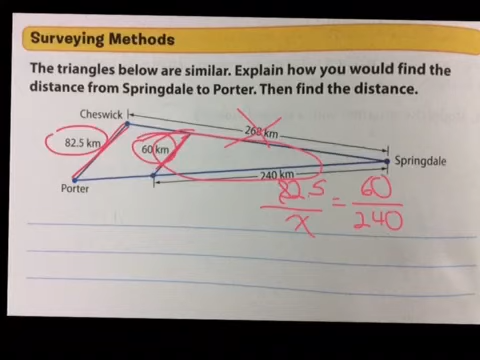 Surveying Methods
The triangles below are similar. Explain how you would find the
distance from Springdale to Porter. Then find the distance.
Cheswick
268 km
82.5 km
60 km
Springdale
240 km
Porter
82.5 / x = 60 / 240